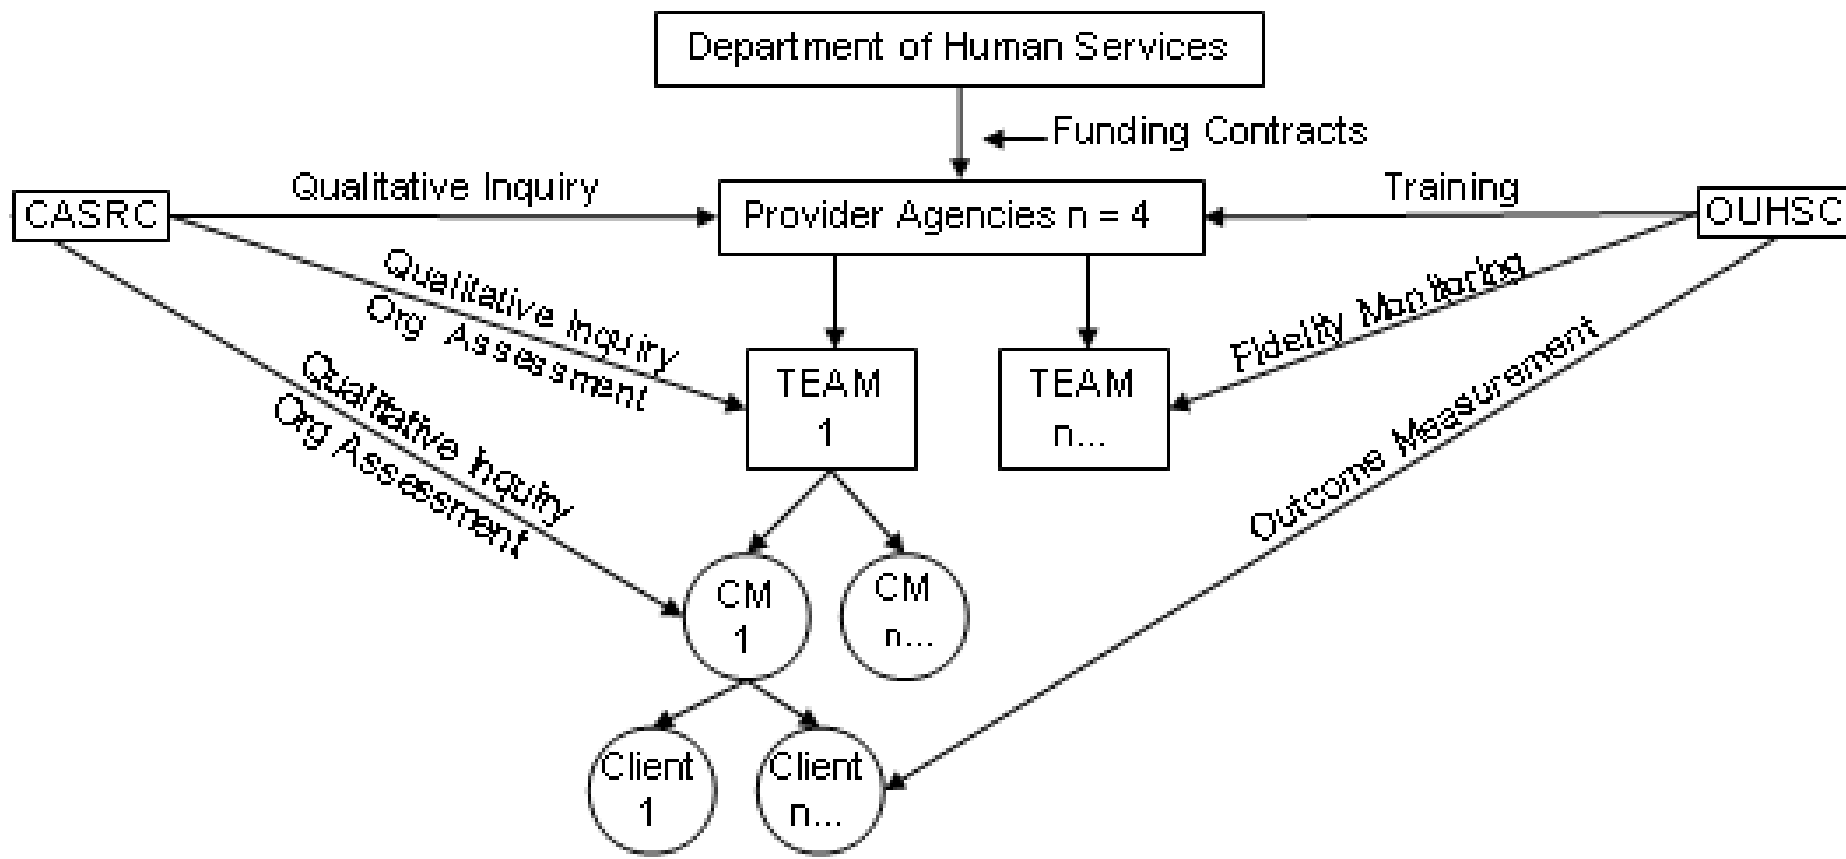 Department of Human Services
Funding Contracts
Qualitative Inquiry
Training
CASRC
Provider Agencies n = 4
OUHSC
Qualitative Inquiry
Org Assessment
Fidelity Monitoring
Qualitative Inquiry
Org Assessment
Outcome Measurement
TEAM
1
TEAM
n...
CM
1
CM
n...
Client
1
Client
n...